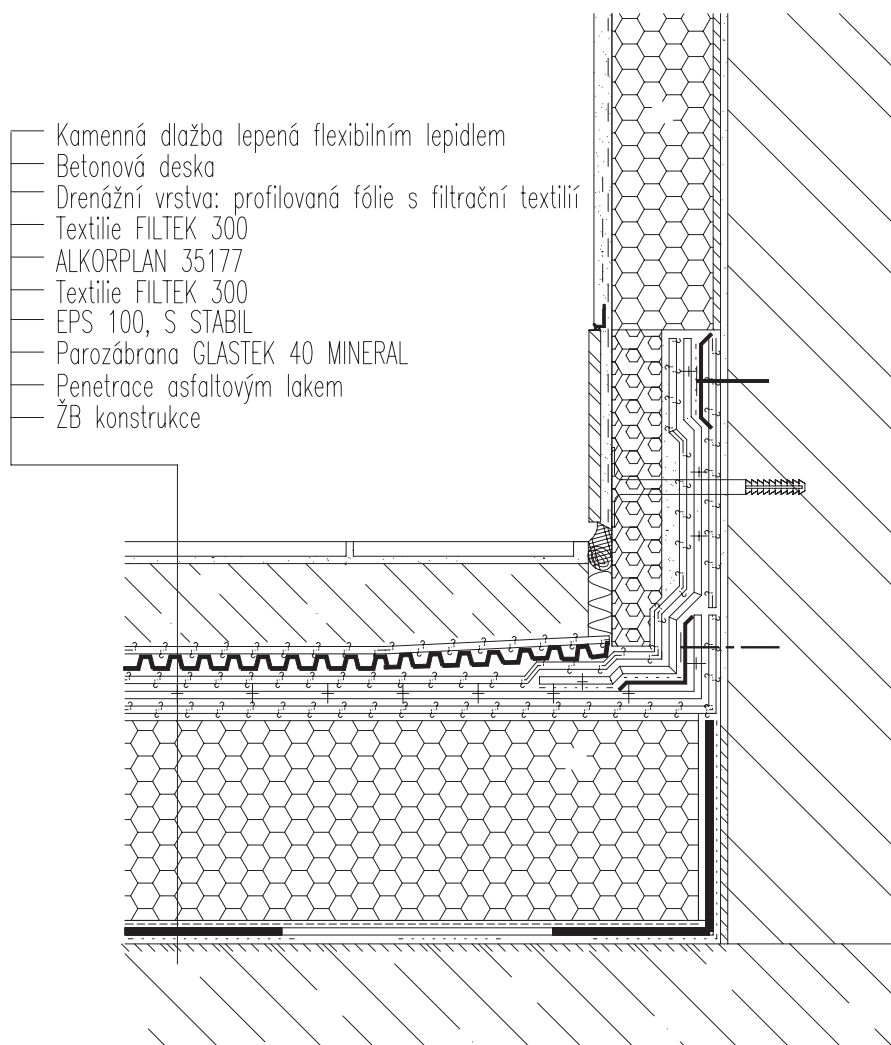 Kamenná dlažba lepená flexibilním lepidlem
Betonová deska
Drenážní vrstva: profilovaná fólie s filtrační textilií
Textilie FILTEK 300
ALKORPLAN 35177
Textilie FILTEK 300
EPS 100, S STABIL
Parozábrana GLASTEK 40 MINERAL
Penetrace asfaltovým lakem
ŽB konstrukce